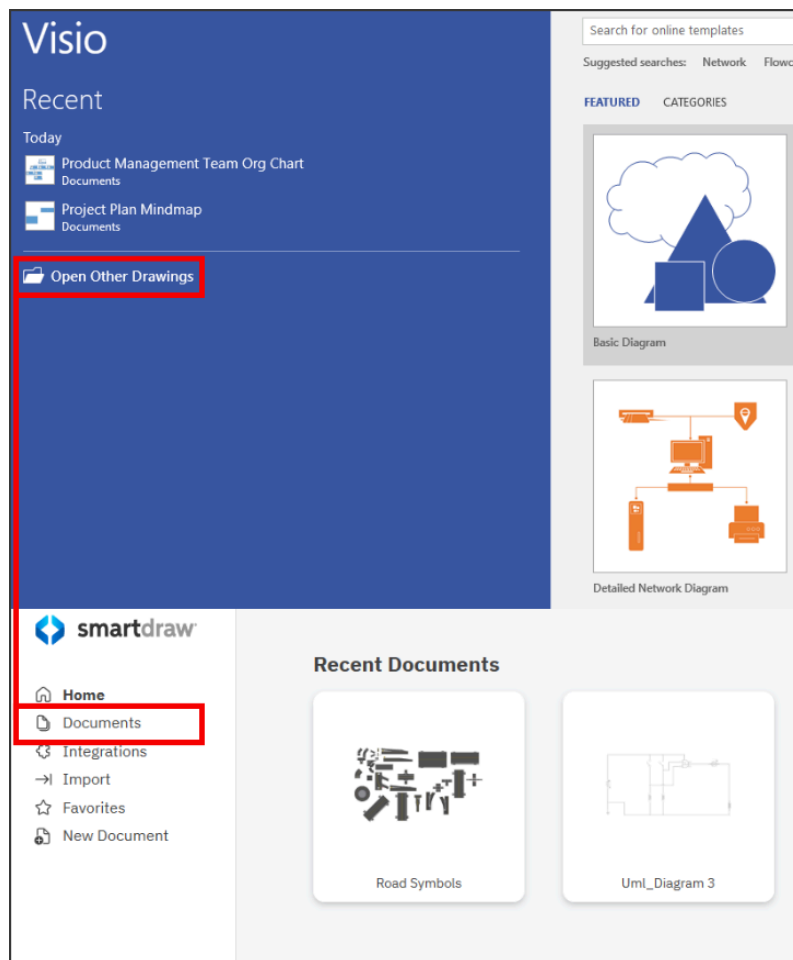 Visio
Recent
Today
Product Management Team Org Chart
Documents
Project Plan Mindmap
Documents
Open Other Drawings
Search for online templates
Suggested searches: Network Flowc
FEATURED CATEGORIES
Basic Diagram
Detailed Network Diagram
smartdraw
Home
Documents
Integrations
Import
Favorites
New Document
Recent Documents
Road Symbols
Uml_Diagram 3